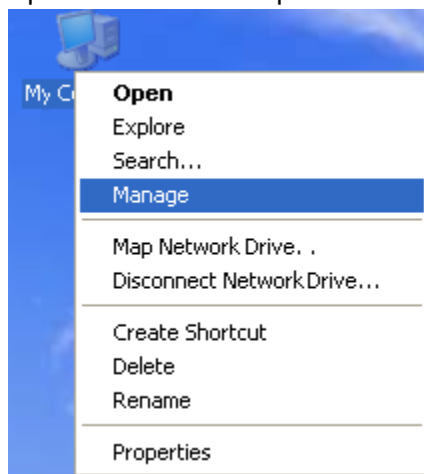 My C
Open
Explore
Search...
Manage
Map Network Drive. .
Disconnect Network Drive...
Create Shortcut
Delete
Rename
Properties